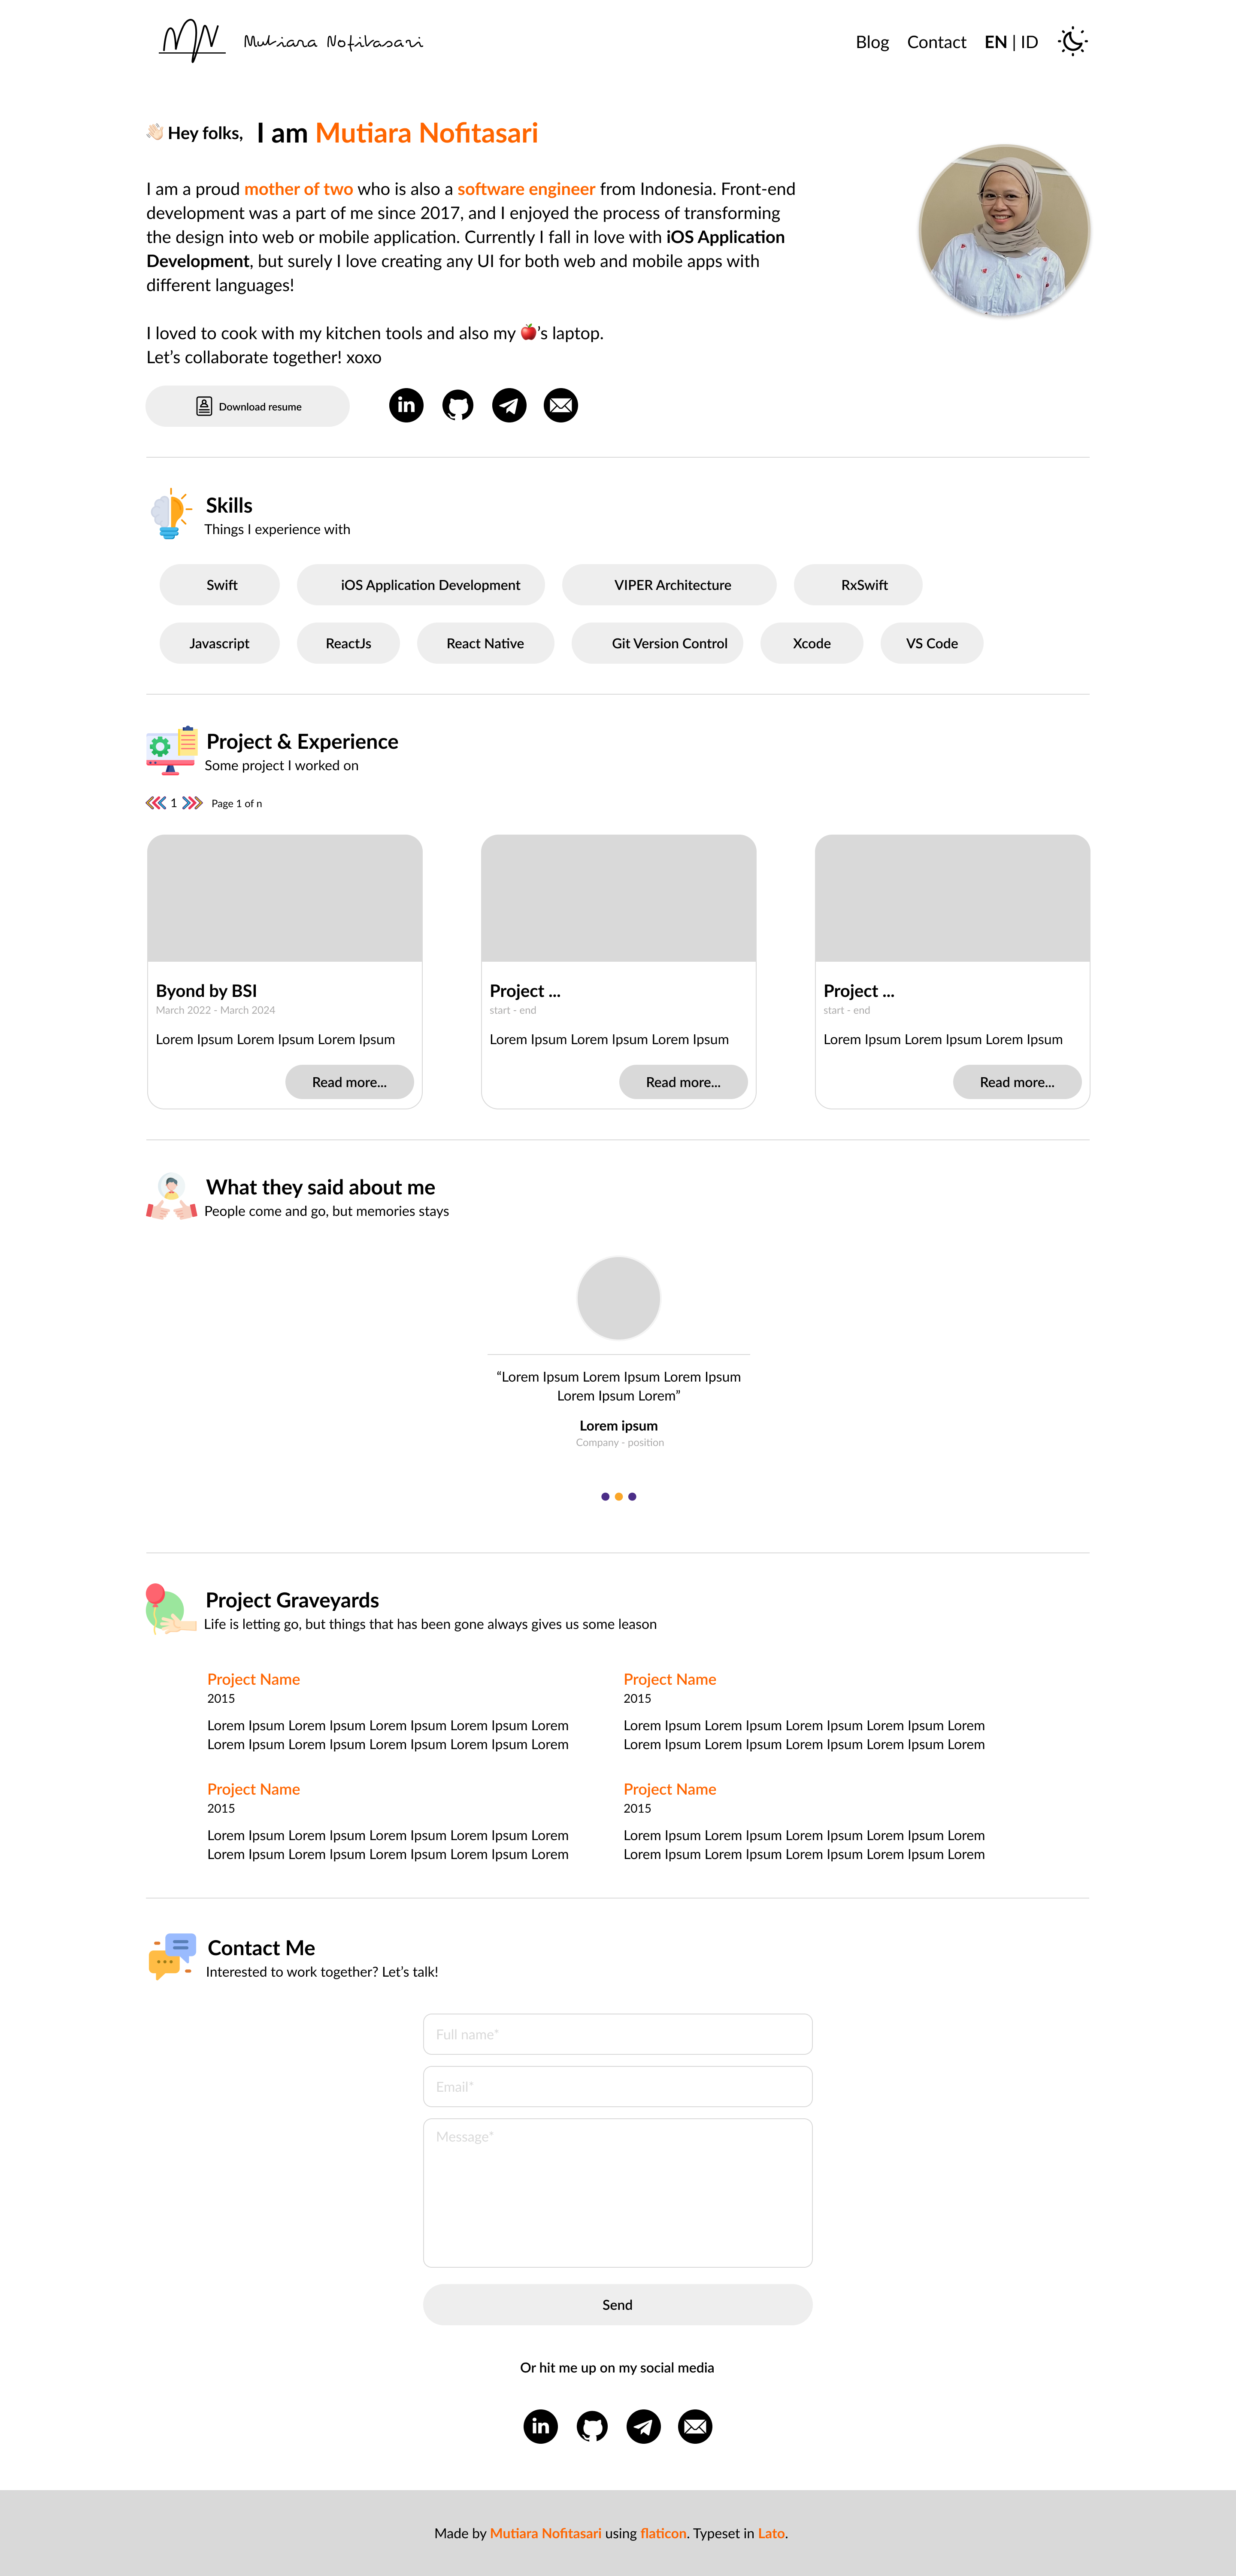 MN Mutiara Nofitasari
Blog Contact EN | ID
👋🏻 Hey folks, I am Mutiara Nofitasari
I am a proud mother of two who is also a software engineer from Indonesia. Front-end
development was a part of me since 2017, and I enjoyed the process of transforming
the design into web or mobile application. Currently I fall in love with iOS Application
Development, but surely I love creating any UI for both web and mobile apps with
different languages!
I loved to cook with my kitchen tools and also my 🍎’s laptop.
Let’s collaborate together! xoxo
Download resume
in
Skills
Things I experience with
Swift iOS Application Development VIPER Architecture RxSwift
Javascript ReactJs React Native Git Version Control Xcode VS Code
Project & Experience
Some project I worked on
1 Page 1 of n
Byond by BSI
March 2022 - March 2024
Lorem Ipsum Lorem Ipsum Lorem Ipsum
Read more...
Project ...
start - end
Lorem Ipsum Lorem Ipsum Lorem Ipsum
Read more...
Project ...
start - end
Lorem Ipsum Lorem Ipsum Lorem Ipsum
Read more...
What they said about me
People come and go, but memories stays
“Lorem Ipsum Lorem Ipsum Lorem Ipsum
Lorem Ipsum Lorem”
Lorem ipsum
Company - position
Project Graveyards
Life is letting go, but things that has been gone always gives us some leason
Project Name
2015
Lorem Ipsum Lorem Ipsum Lorem Ipsum Lorem Ipsum Lorem
Lorem Ipsum Lorem Ipsum Lorem Ipsum Lorem Ipsum Lorem
Project Name
2015
Lorem Ipsum Lorem Ipsum Lorem Ipsum Lorem Ipsum Lorem
Lorem Ipsum Lorem Ipsum Lorem Ipsum Lorem Ipsum Lorem
Project Name
2015
Lorem Ipsum Lorem Ipsum Lorem Ipsum Lorem Ipsum Lorem
Lorem Ipsum Lorem Ipsum Lorem Ipsum Lorem Ipsum Lorem
Project Name
2015
Lorem Ipsum Lorem Ipsum Lorem Ipsum Lorem Ipsum Lorem
Lorem Ipsum Lorem Ipsum Lorem Ipsum Lorem Ipsum Lorem
Contact Me
Interested to work together? Let’s talk!
Full name*
Email*
Message*
Send
Or hit me up on my social media
in
Made by Mutiara Nofitasari using flaticon. Typeset in Lato.